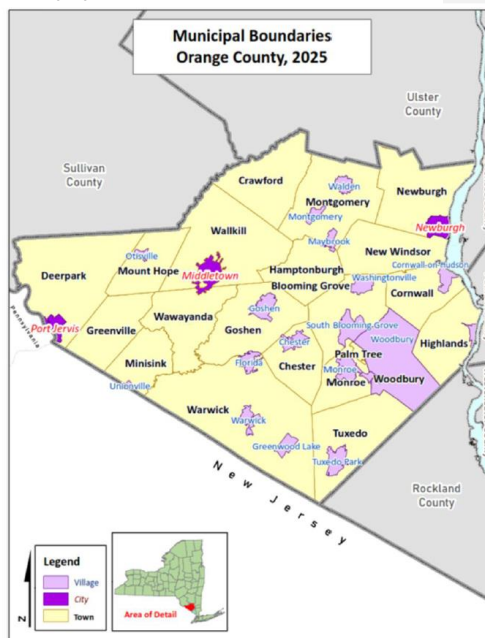 Municipal Boundaries
Orange County, 2025
Ulster
County
Sullivan
County
Crawford
Walden
Montgomery
Newburgh
Montgomery
Wallkill
Newburgh
Maybrook
Otisville
New Windsor
Mount Hope
Middletown
Hamptonburgh
Cornwall-on-Hudson
Deerpark
Washingtonville
Blooming Grove
Cornwall
Goshen
Wawayanda
Port Jervis
Pennsylvania
Greenville
Goshen
South Blooming Grove
Chester
Woodbury
Highlands
Palm Tree
Minisink
Florida
Chester
Monroe
Monroe
Woodbury
Unionville
Warwick
Warwick
Tuxedo
Greenwood Lake
Tuxedo Park
New Jersey
Rockland
County
Legend
Village
City
Town
Area of Detail
N